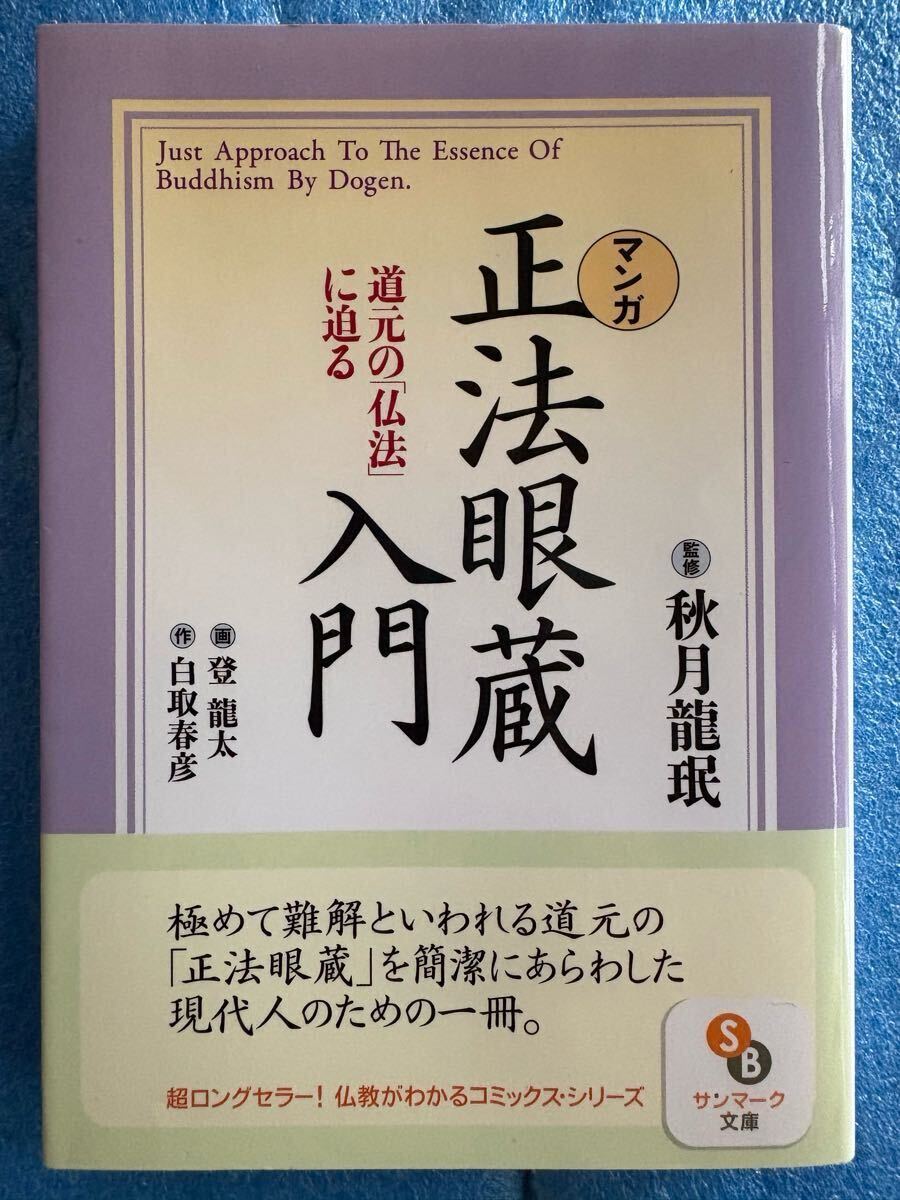 Just Approach To The Essence Of
Buddhism By Dogen.
マンガ
正法眼蔵
入門
道元の「仏法」
に迫る
監修 秋月龍珉
画 登 龍太
作 白取春彦
極めて難解といわれる道元の
「正法眼蔵」を簡潔にあらわした
現代人のための一冊。
超ロングセラー! 仏教がわかるコミックス・シリーズ
SB
サンマーク
文庫